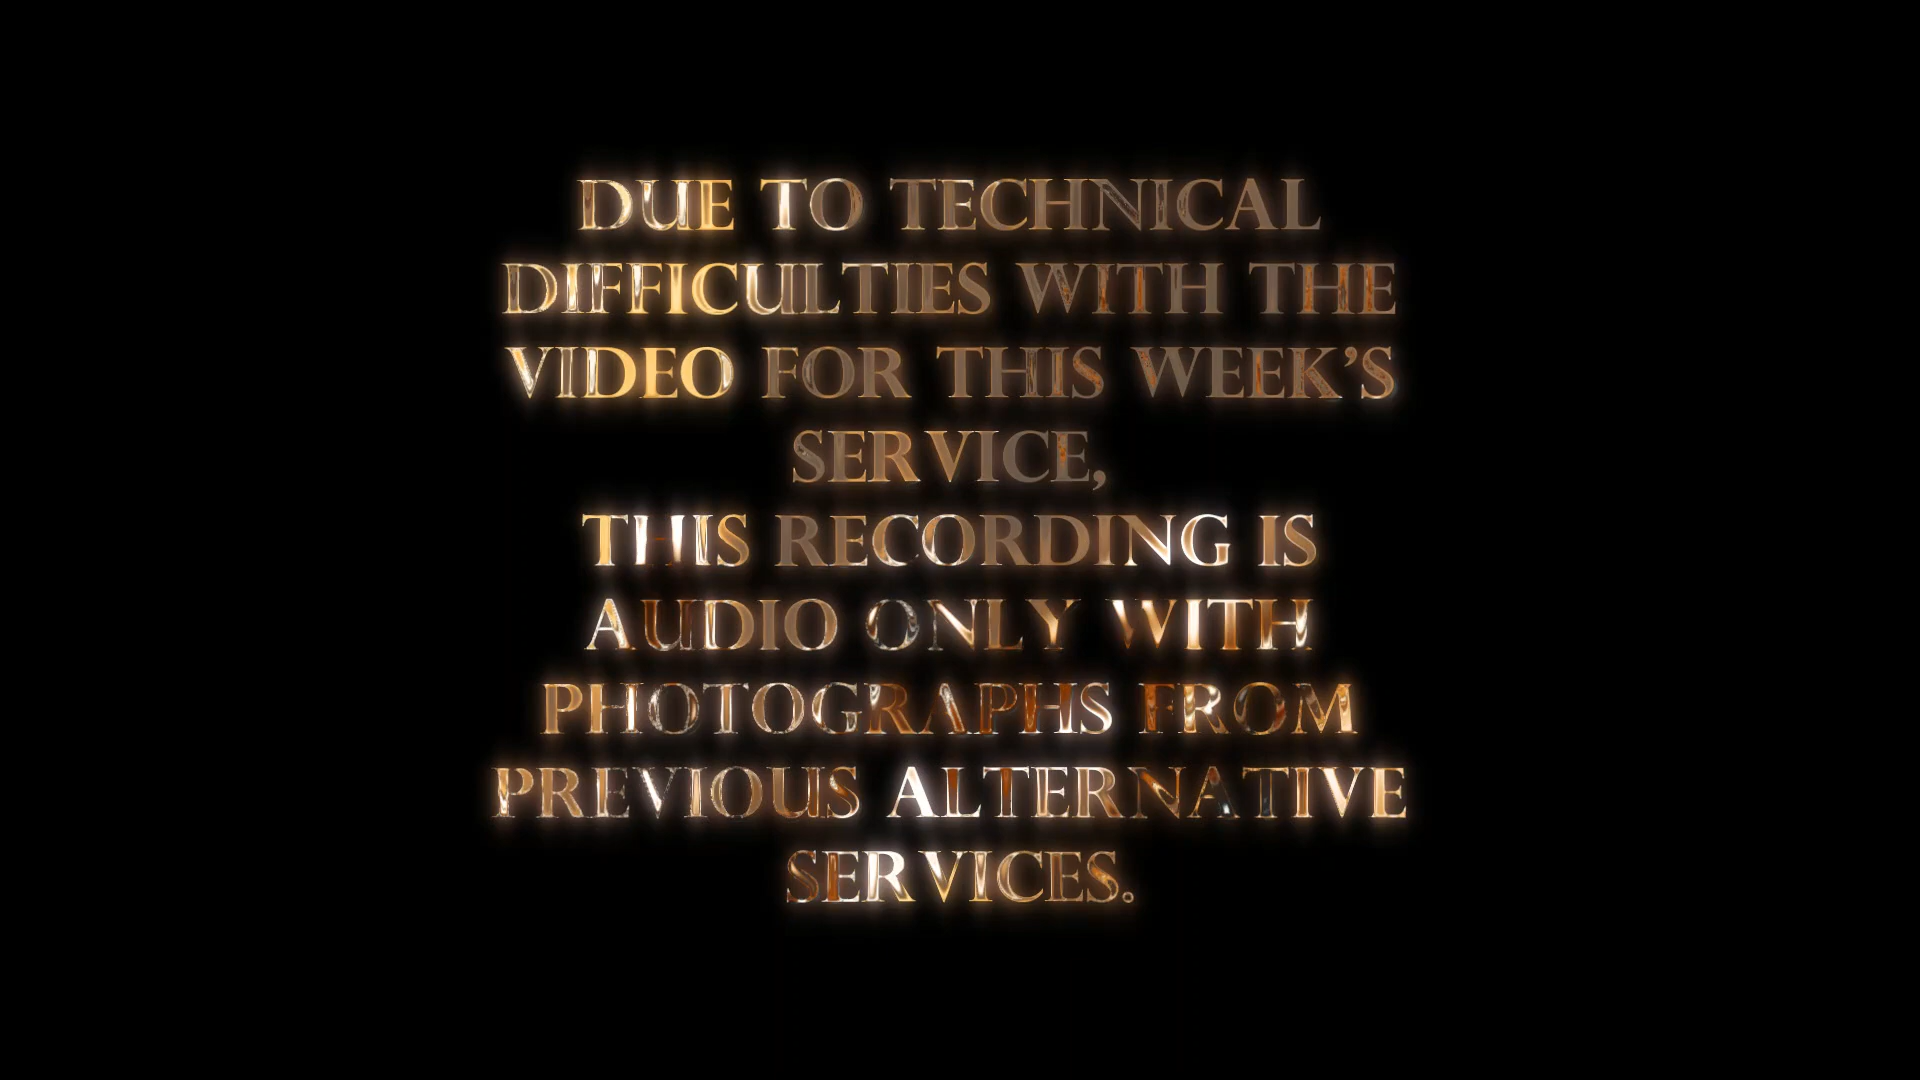 DUE TO TECHNICAL
DIFFICULTIES WITH THE
VIDEO FOR THIS WEEK'S
SERVICE,
THIS RECORDING IS
AUDIO ONLY WITH
PHOTOGRAPHS FROM
PREVIOUS ALTERNATIVE
SERVICES.